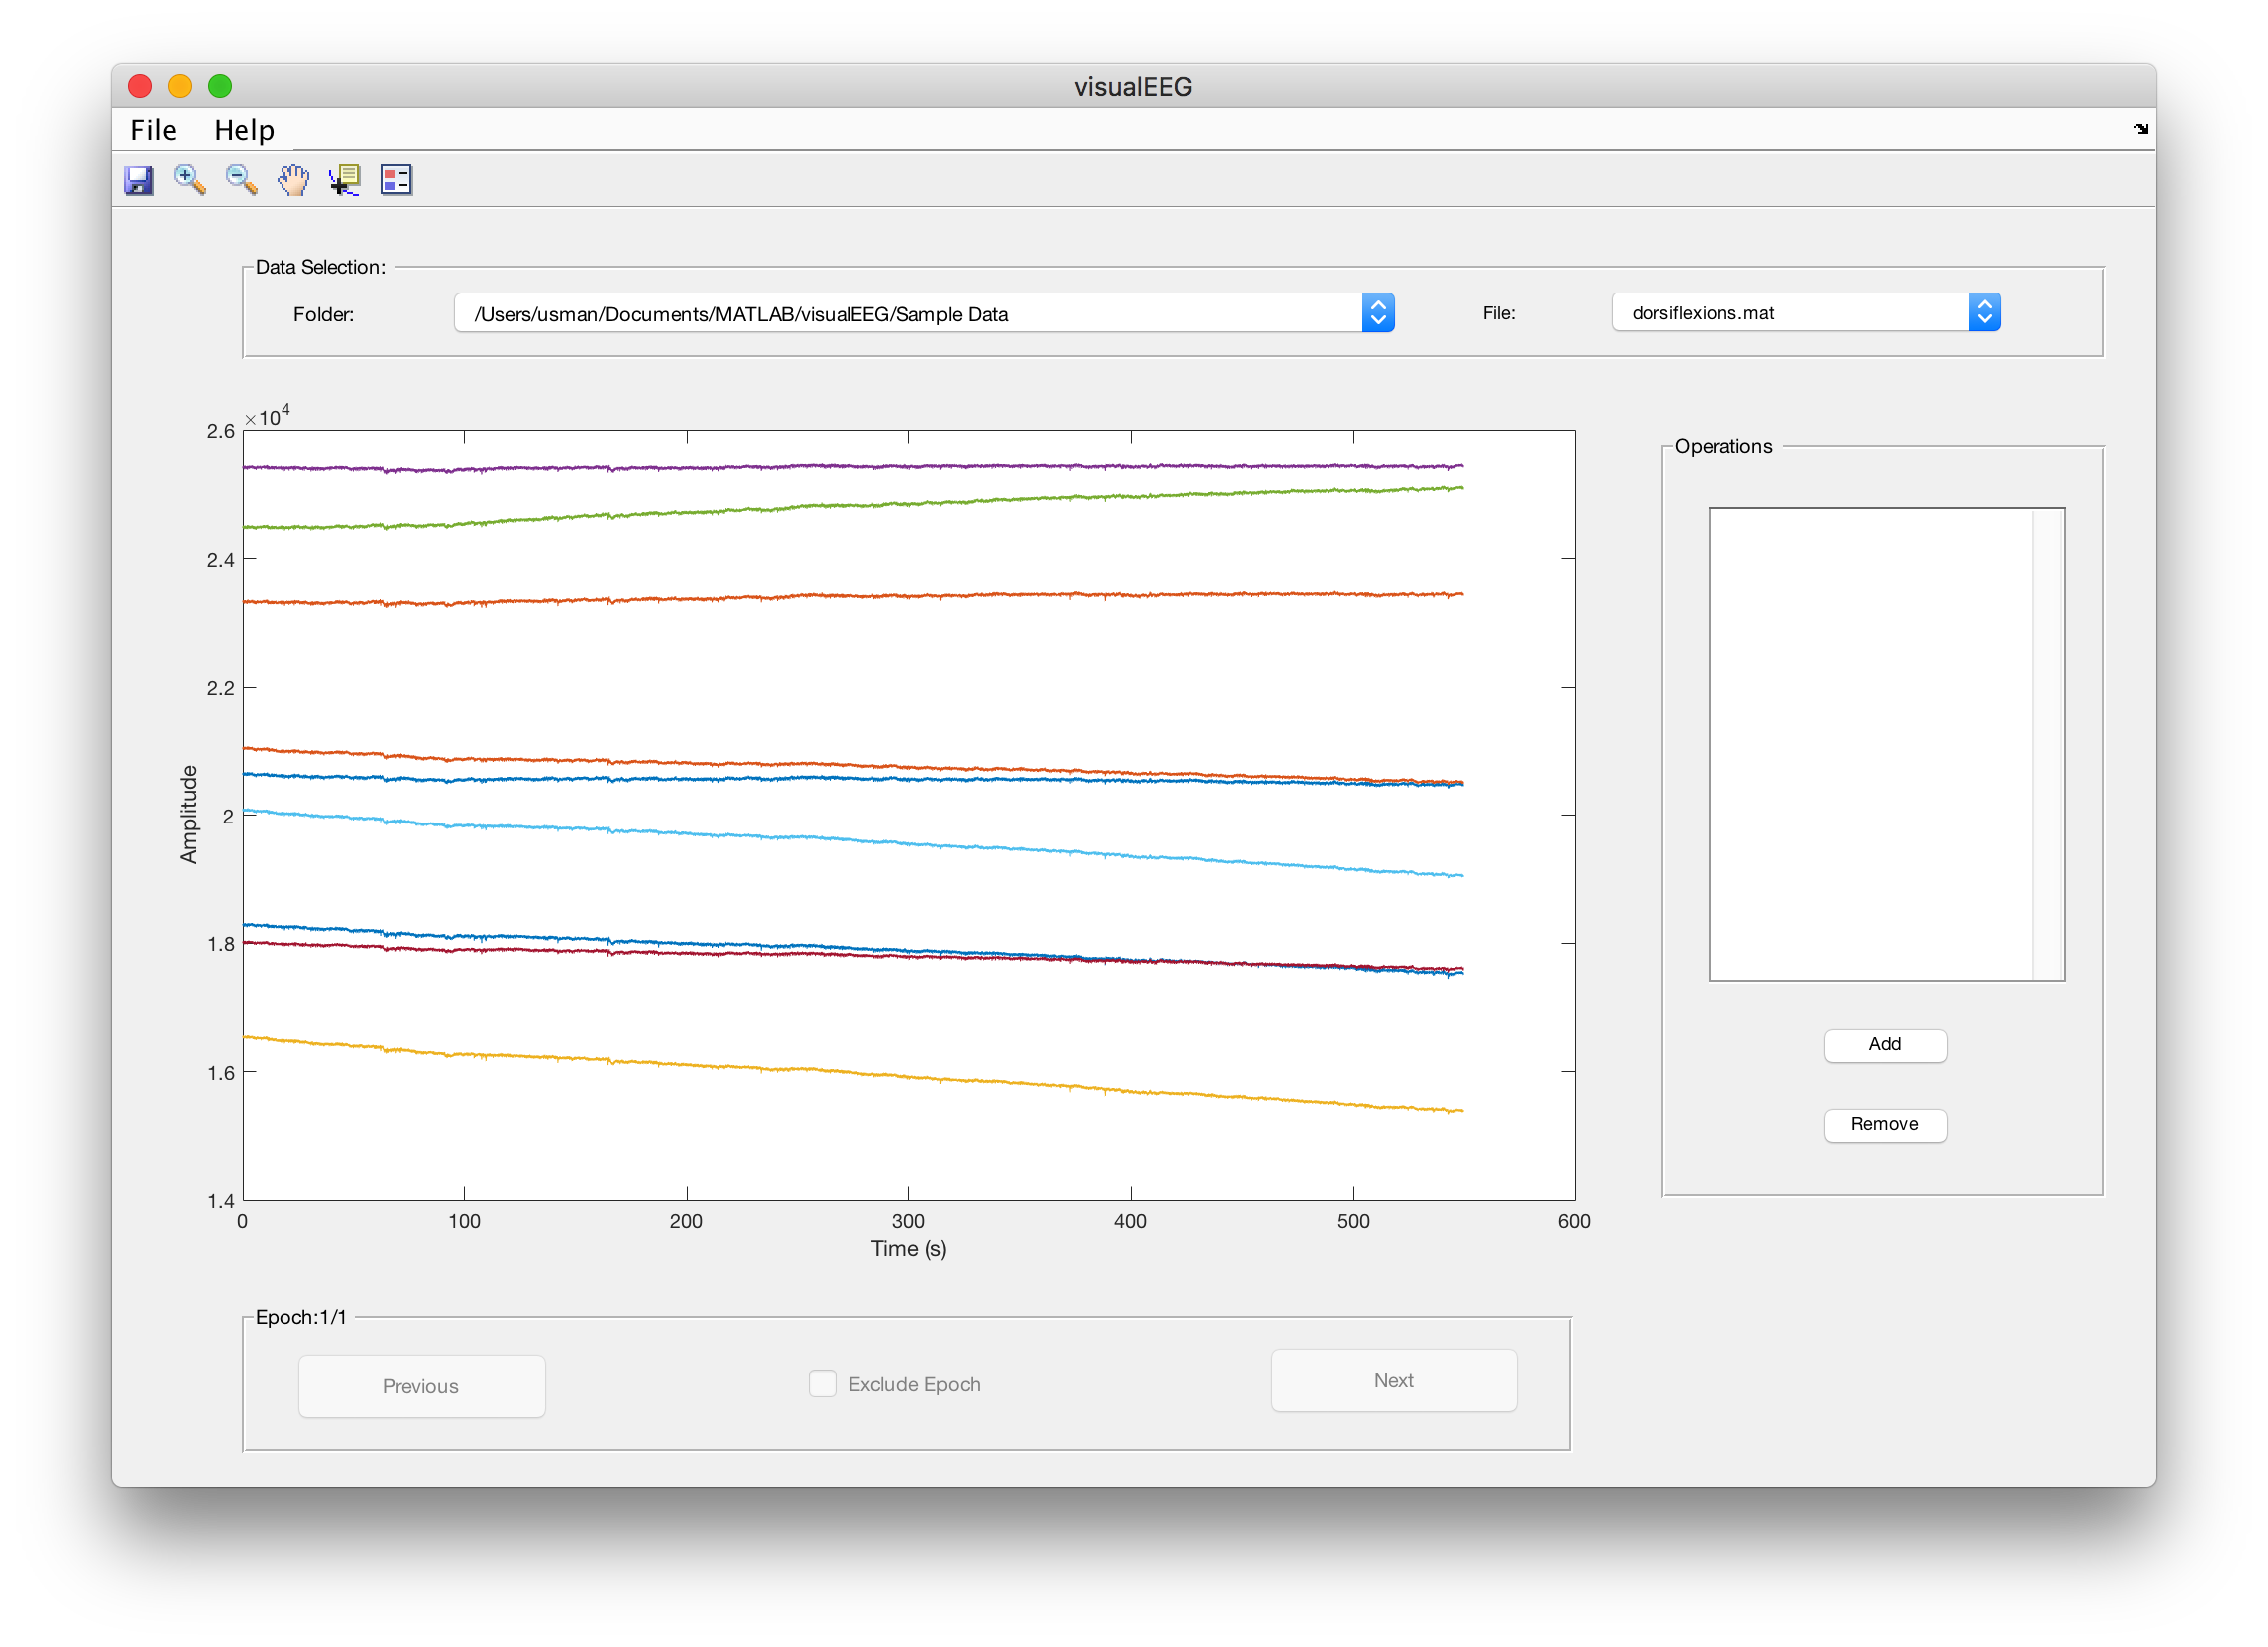 visualEEG
File Help
Data Selection:
Folder: /Users/usman/Documents/MATLAB/visualEEG/Sample Data File: dorsiflexions.mat
×10^4
2.6
2.4
2.2
2
1.8
1.6
1.4
Amplitude
0 100 200 300 400 500 600
Time (s)
Operations
Add
Remove
Epoch:1/1
Previous Exclude Epoch Next